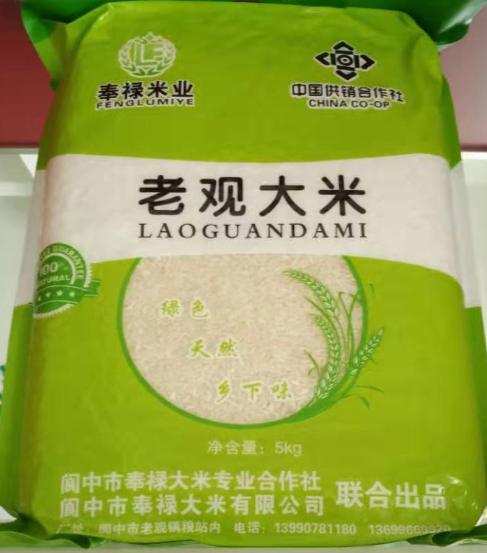 奉禄米业
FENGLUMIYE
中国供销合作社
CHINA CO-OP
老观大米
LAOGUANDAMI
GUARANTEE
100%
NATURAL
绿色
天然
乡下味
净含量：5kg
阆中市奉禄大米专业合作社
阆中市奉禄大米有限公司
联合出品
阆中市老观镇粮站内 电话：13990781180